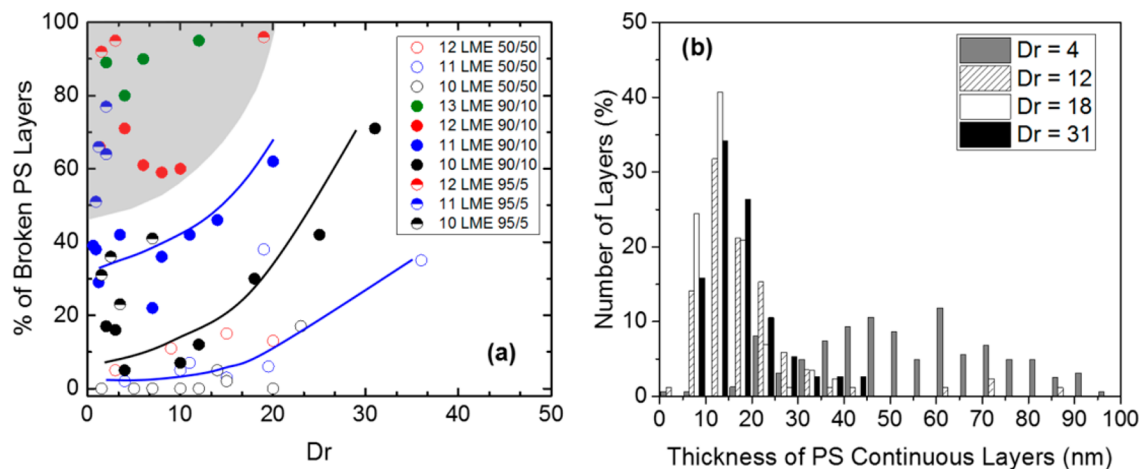 100
80
60
40
20
0
% of Broken PS Layers
12 LME 50/50
11 LME 50/50
10 LME 50/50
13 LME 90/10
12 LME 90/10
11 LME 90/10
10 LME 90/10
12 LME 95/5
11 LME 95/5
10 LME 95/5
(a)
0 10 20 30 40 50
Dr
(b)
50
40
30
20
10
0
Number of Layers (%)
Dr = 4
Dr = 12
Dr = 18
Dr = 31
0 10 20 30 40 50 60 70 80 90 100
Thickness of PS Continuous Layers (nm)